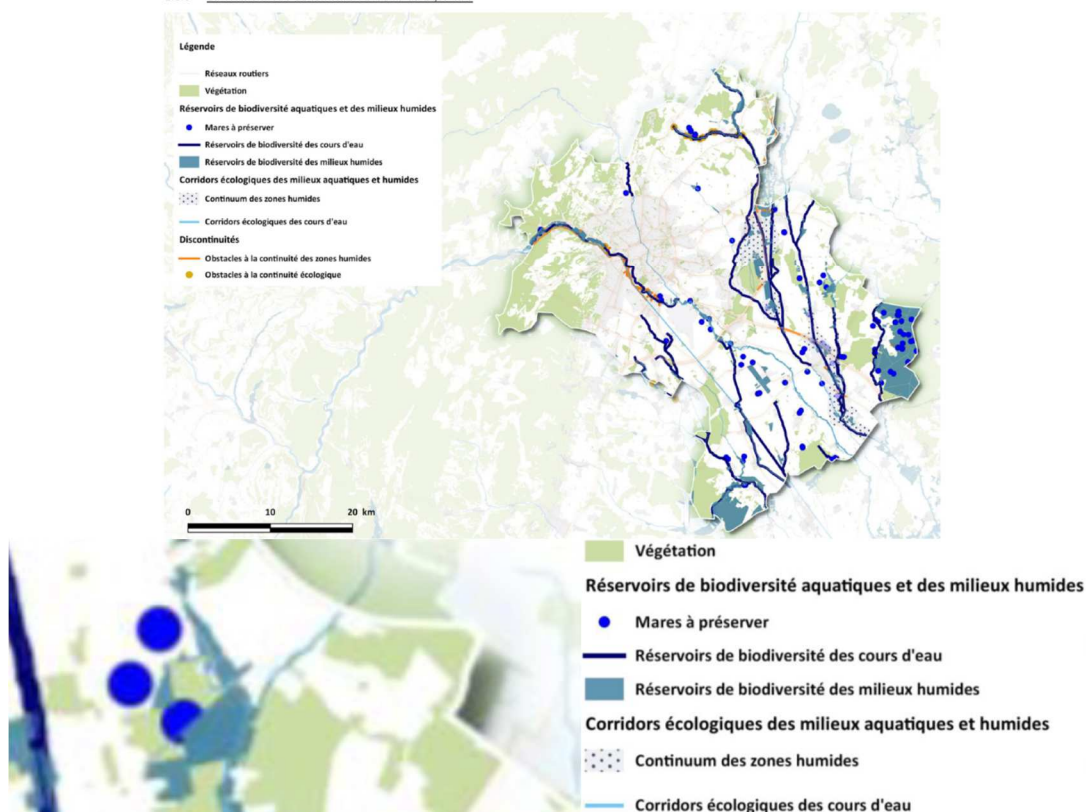 Légende
Réseaux routiers
Végétation
Réservoirs de biodiversité aquatiques et des milieux humides
Mares à préserver
Réservoirs de biodiversité des cours d'eau
Réservoirs de biodiversité des milieux humides
Corridors écologiques des milieux aquatiques et humides
Continuum des zones humides
Corridors écologiques des cours d'eau
Discontinuités
Obstacles à la continuité des zones humides
Obstacles à la continuité écologique
0 10 20 km
Végétation
Réservoirs de biodiversité aquatiques et des milieux humides
Mares à préserver
Réservoirs de biodiversité des cours d'eau
Réservoirs de biodiversité des milieux humides
Corridors écologiques des milieux aquatiques et humides
Continuum des zones humides
Corridors écologiques des cours d'eau